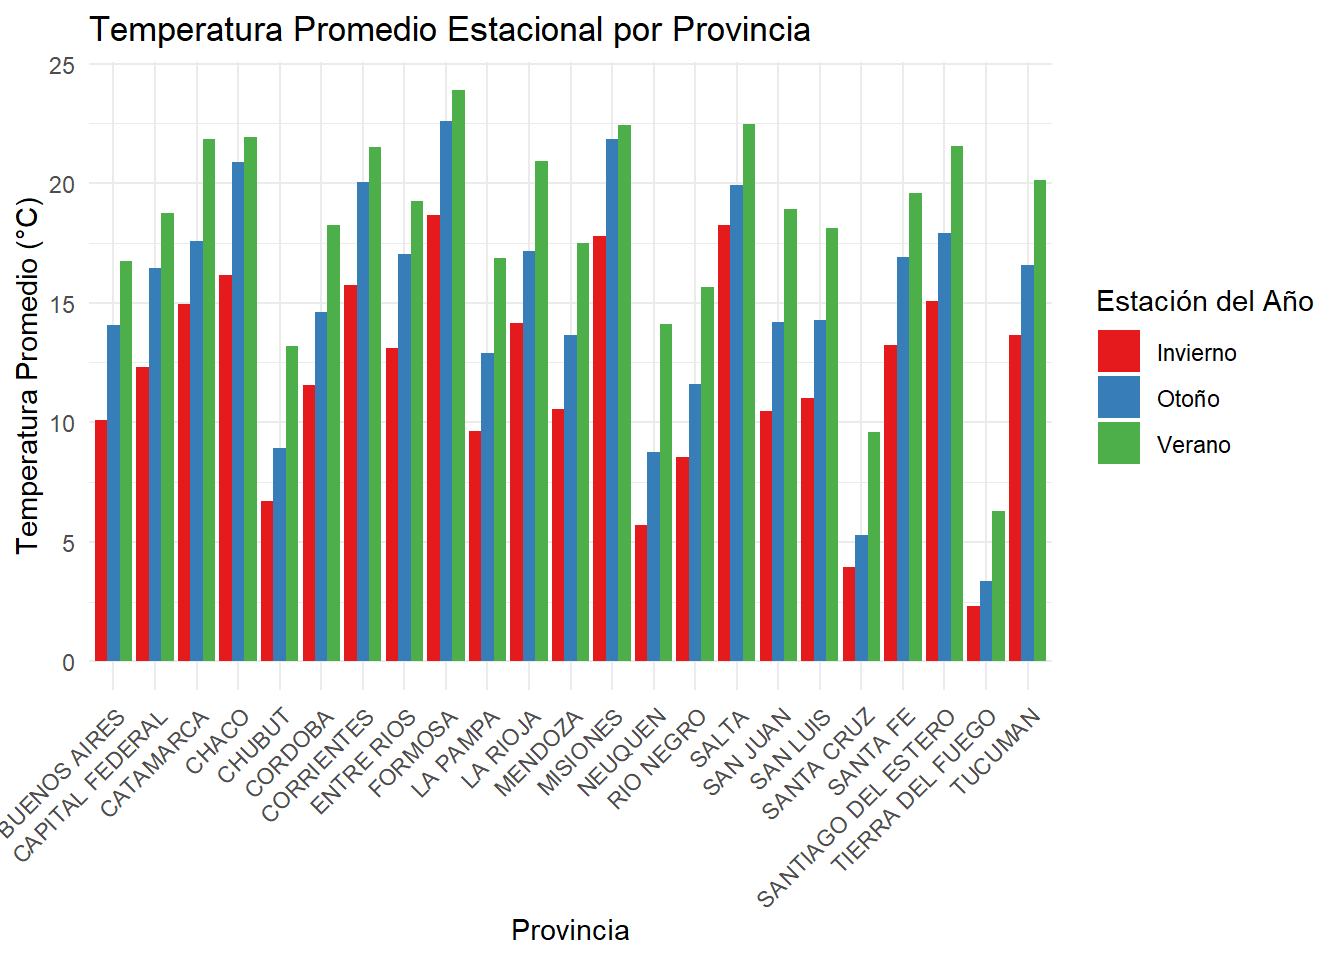 Temperatura Promedio Estacional por Provincia
Temperatura Promedio (°C)
25
20
15
10
5
0
BUENOS AIRES
CAPITAL FEDERAL
CATAMARCA
CHACO
CHUBUT
CORDOBA
CORRIENTES
ENTRE RIOS
FORMOSA
LA PAMPA
LA RIOJA
MENDOZA
MISIONES
NEUQUEN
RIO NEGRO
SALTA
SAN JUAN
SAN LUIS
SANTA CRUZ
SANTA FE
SANTIAGO DEL ESTERO
TIERRA DEL FUEGO
TUCUMAN
Provincia
Estación del Año
Invierno
Otoño
Verano